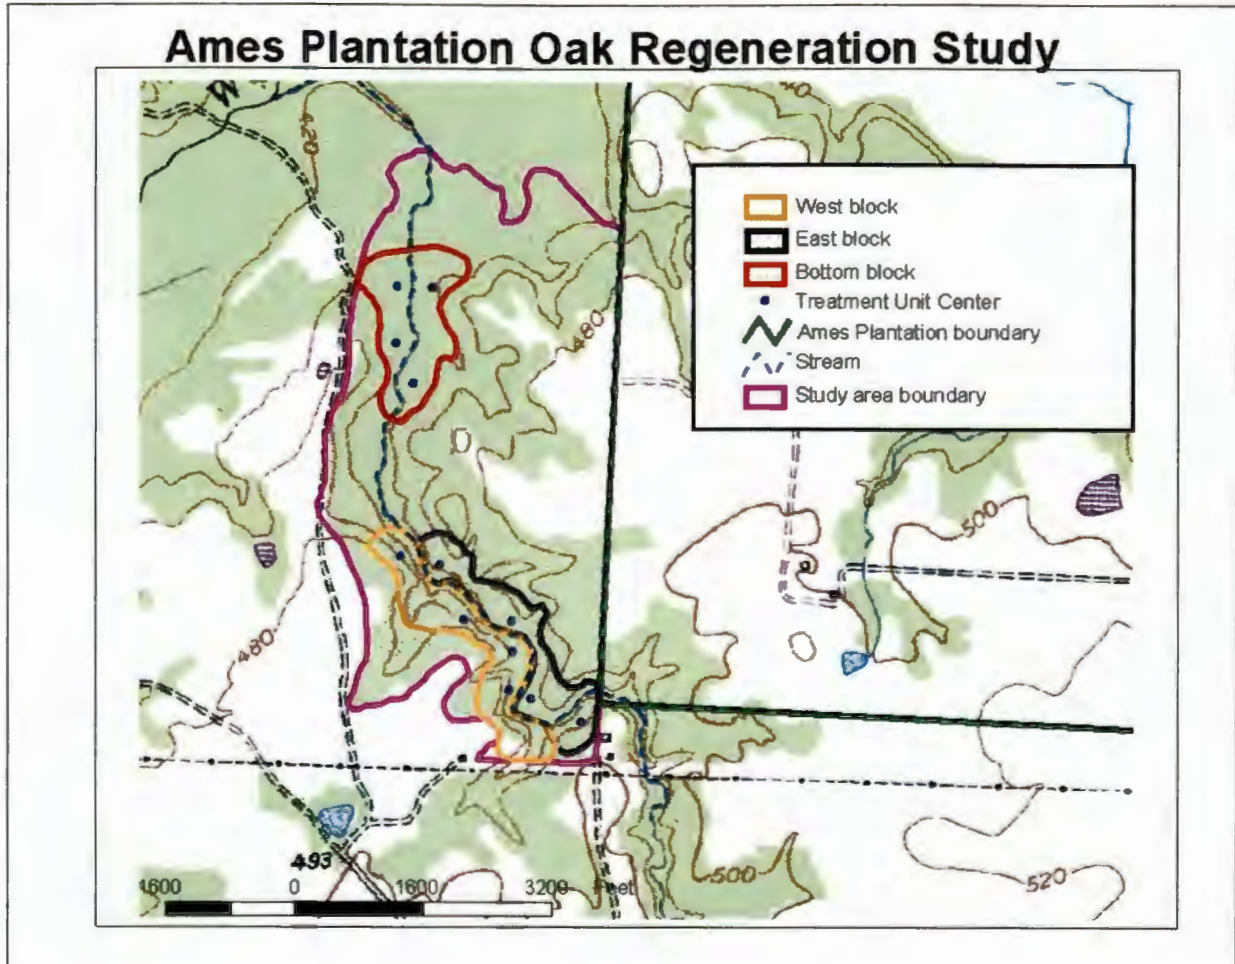 Ames Plantation Oak Regeneration Study
W
420
40
West block
East block
Bottom block
Treatment Unit Center
Ames Plantation boundary
Stream
Study area boundary
480
500
480
493
1600 0 1600 3200 Feet
500
520